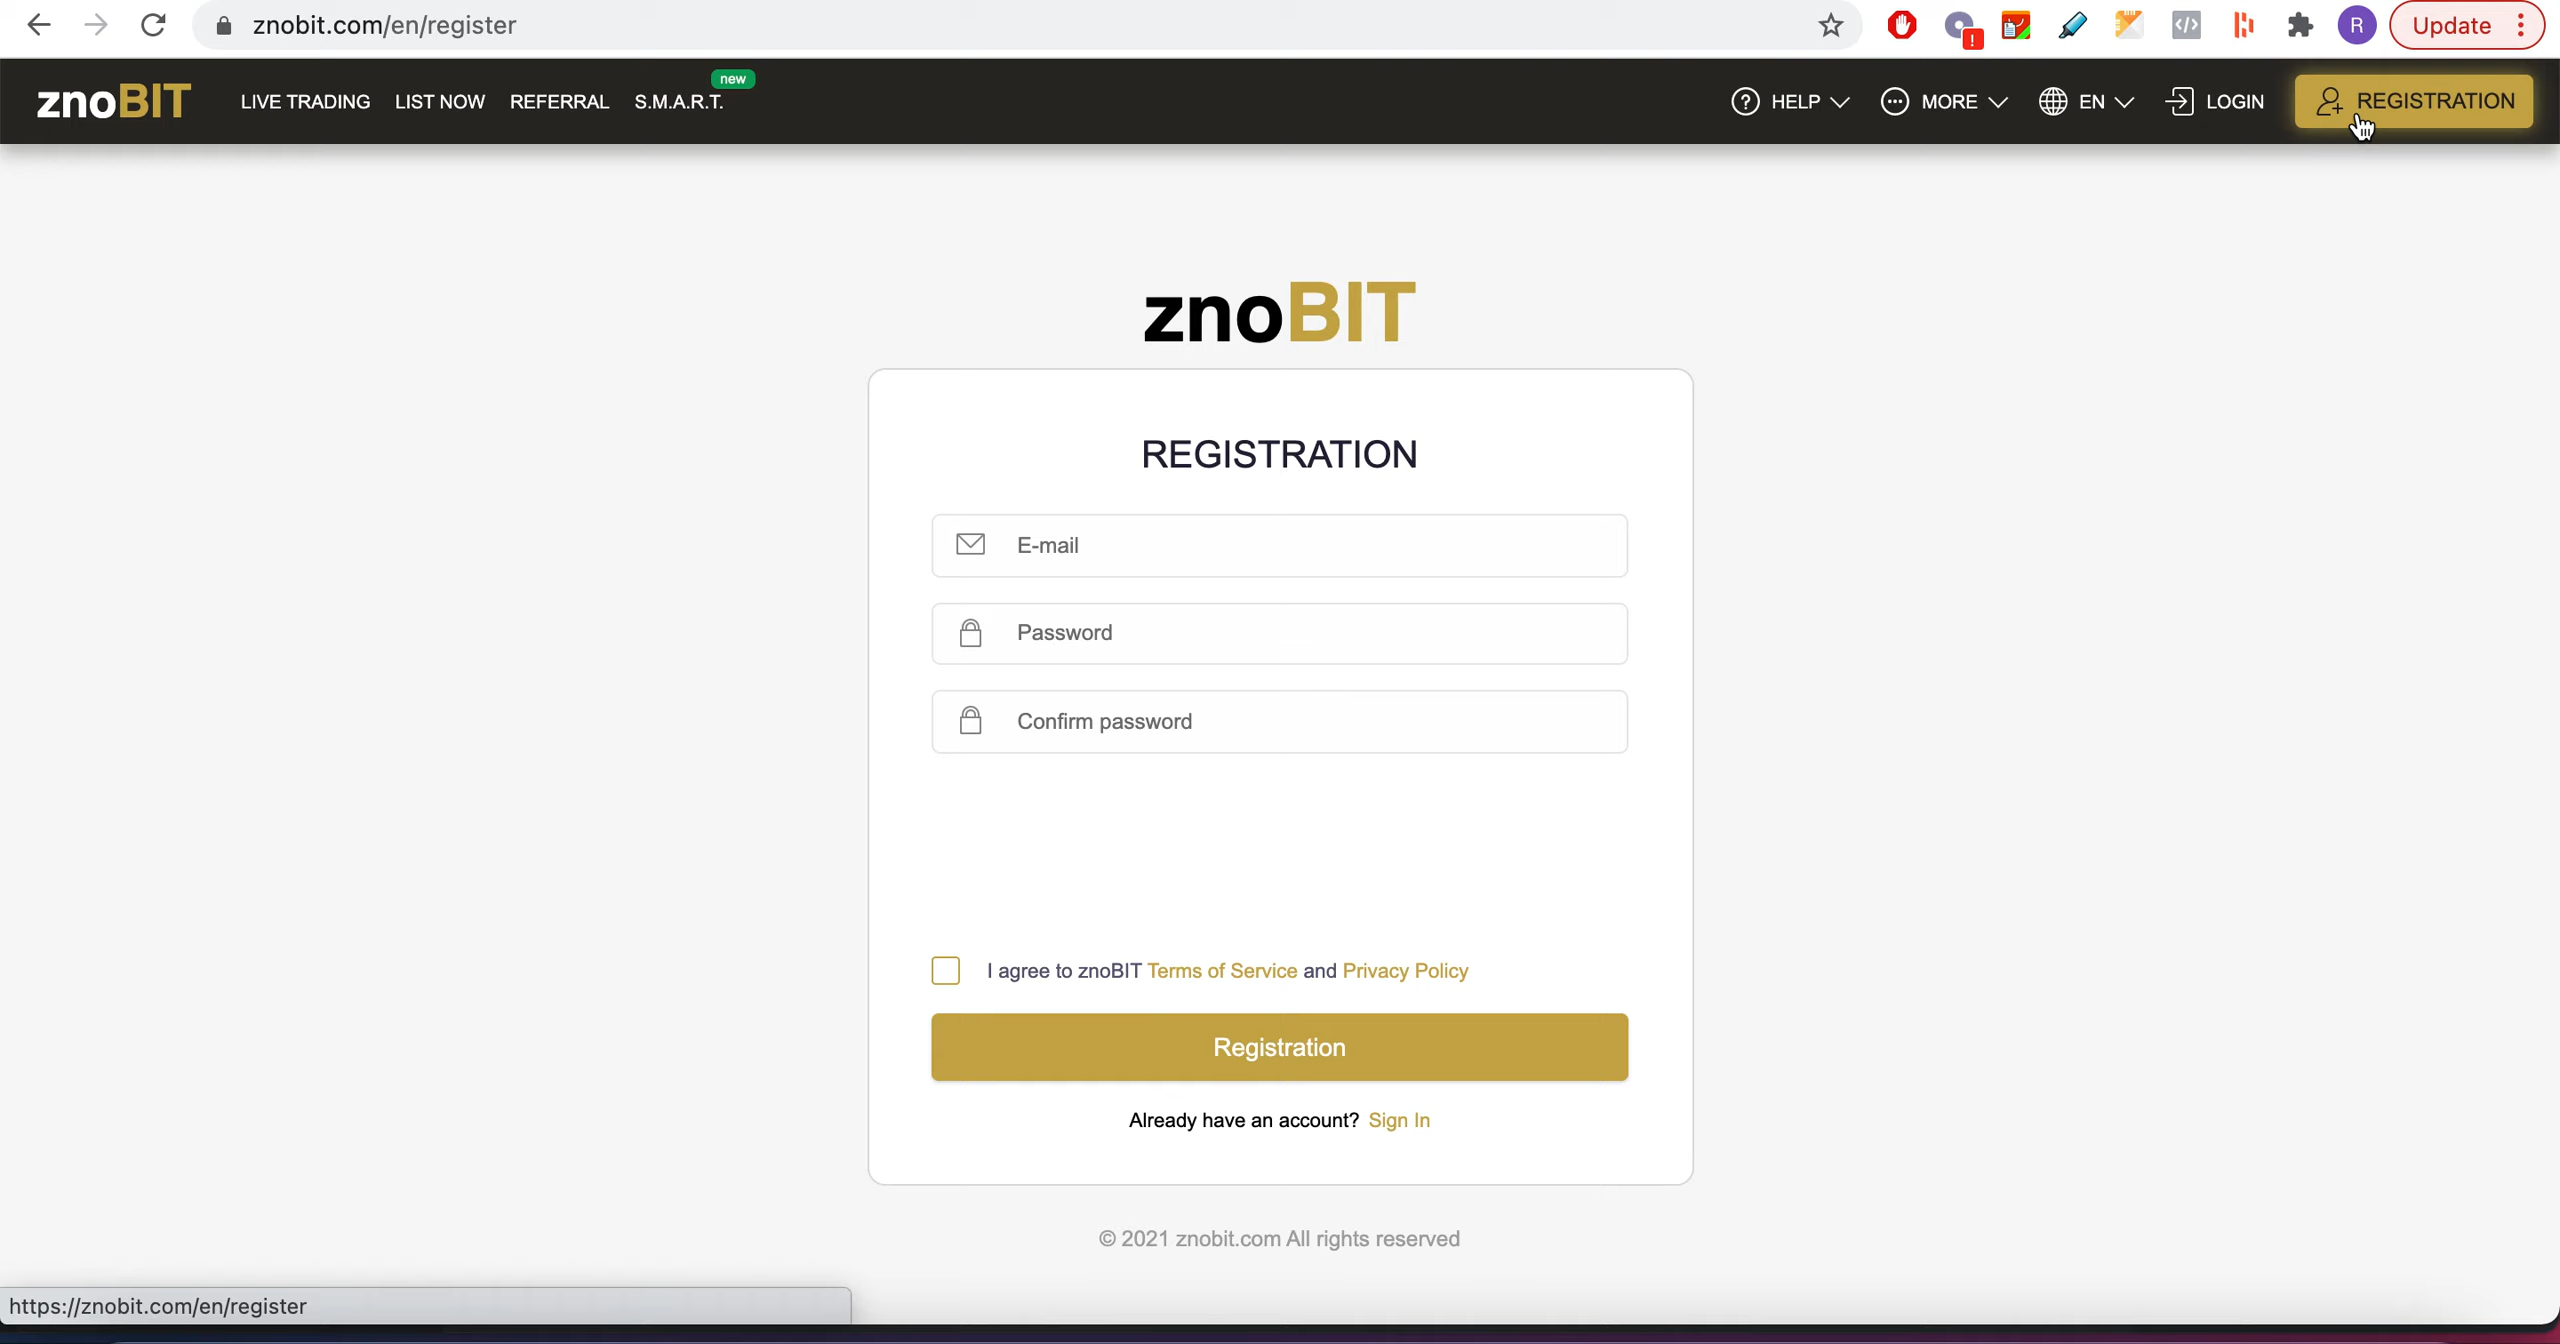 znobit.com/en/register
R
Update
znoBIT
LIVE TRADING
LIST NOW
REFERRAL
S.M.A.R.T.
new
HELP
MORE
EN
LOGIN
REGISTRATION
znoBIT
REGISTRATION
E-mail
Password
Confirm password
I agree to znoBIT Terms of Service and Privacy Policy
Registration
Already have an account? Sign In
© 2021 znobit.com All rights reserved
https://znobit.com/en/register